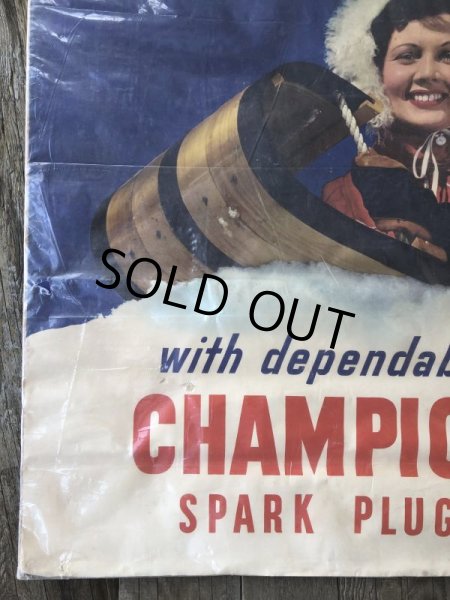 SOLD OUT
with dependab
CHAMPIO
SPARK PLUG